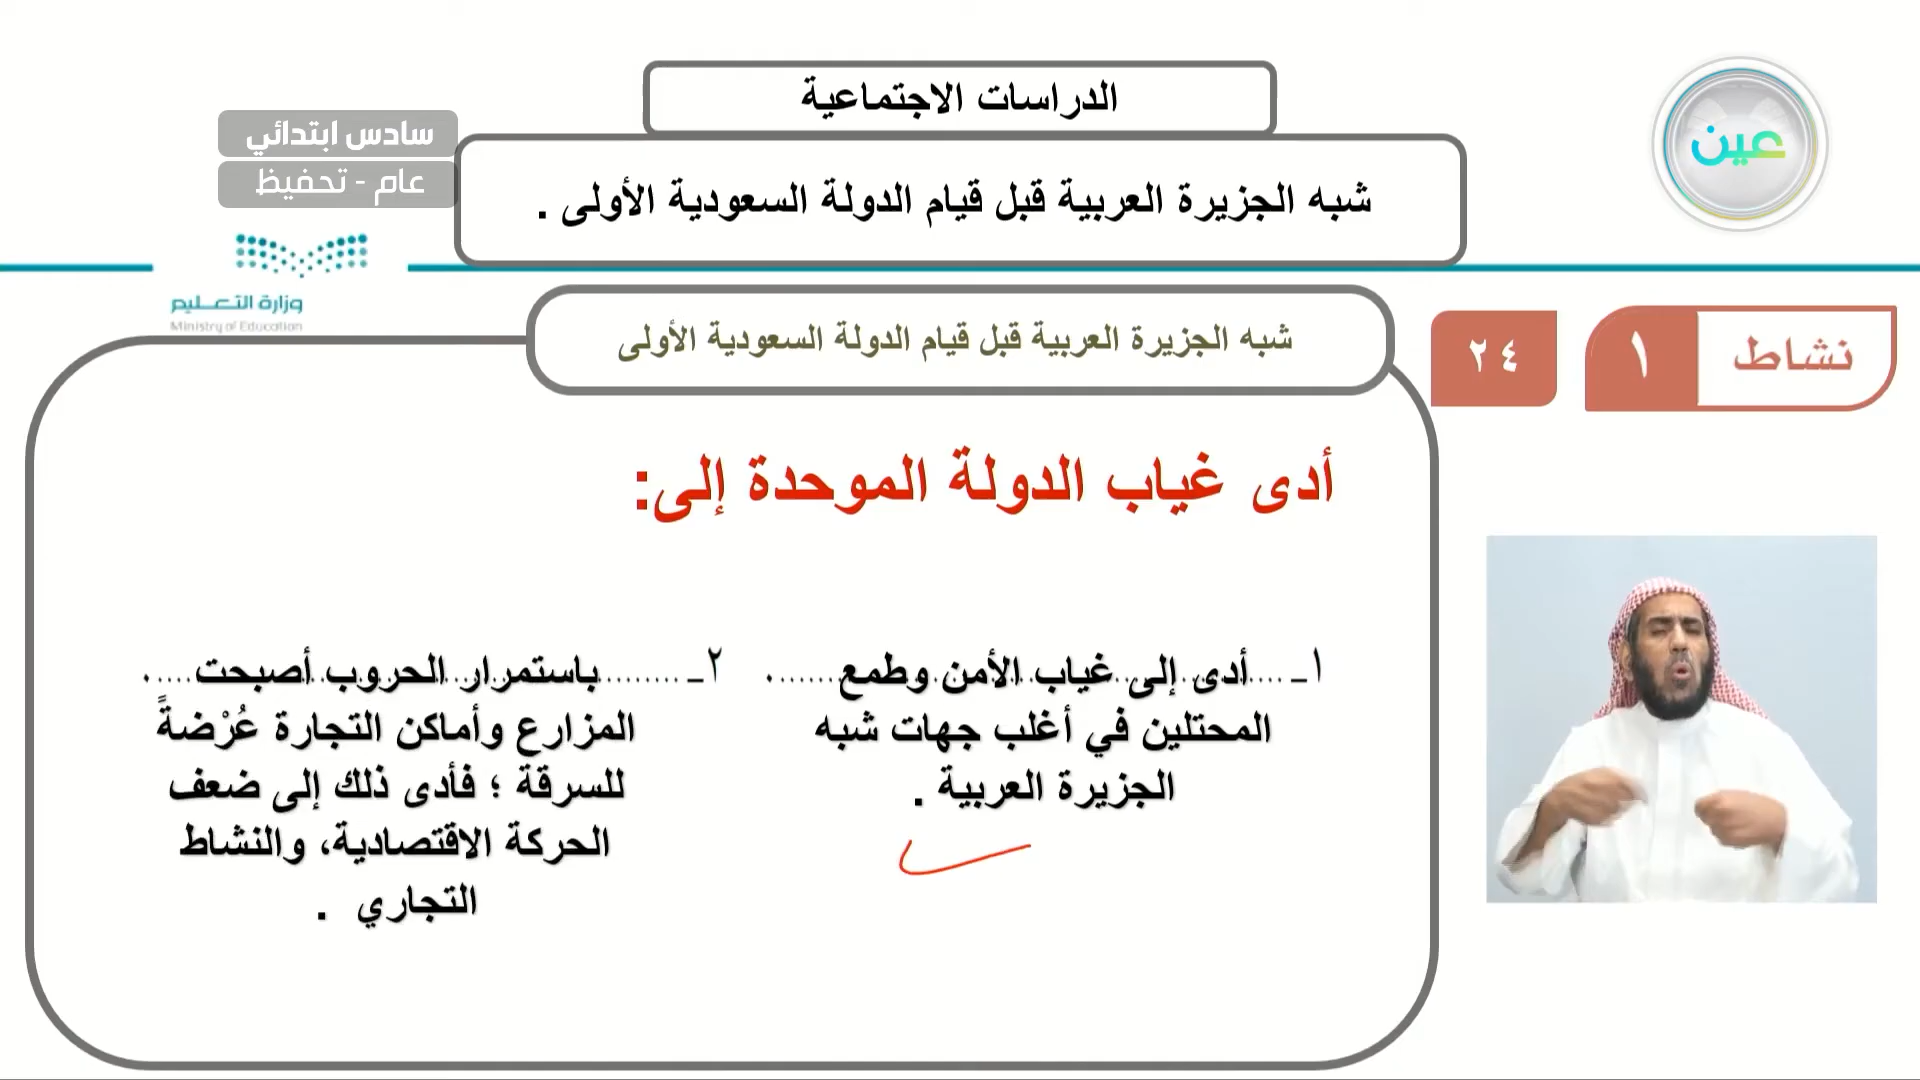 الدراسات الاجتماعية
عين
سادس ابتدائي
عام - تحفيظ
شبه الجزيرة العربية قبل قيام الدولة السعودية الأولى .
وزارة التعليم
Ministry of Education
نشاط ١
٢٤
شبه الجزيرة العربية قبل قيام الدولة السعودية الأولى
أدى غياب الدولة الموحدة إلى:
١- أدى إلى غياب الأمن وطمع
المحتلين في أغلب جهات شبه
الجزيرة العربية .
٢- باستمرار الحروب أصبحت
المزارع وأماكن التجارة عُرْضةً
للسرقة ؛ فأدى ذلك إلى ضعف
الحركة الاقتصادية، والنشاط
التجاري .